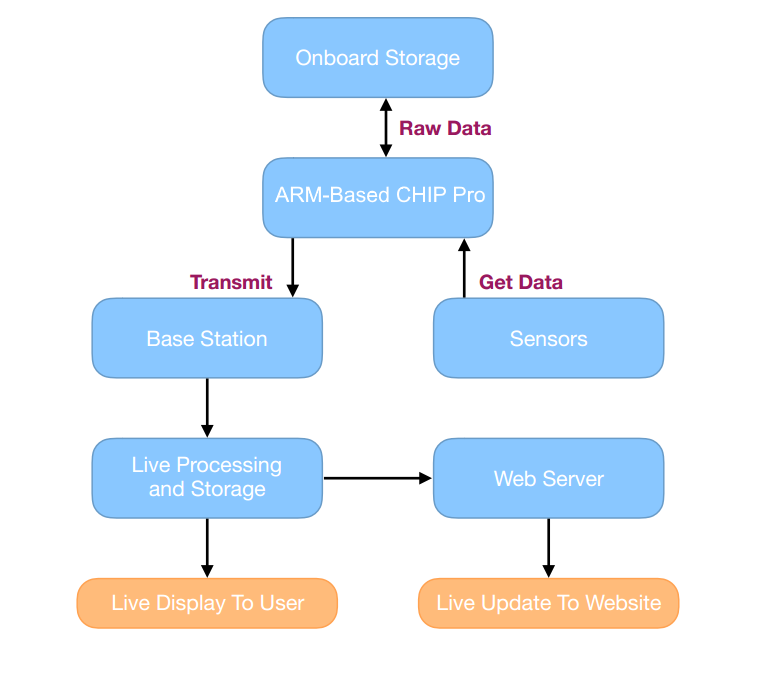 Onboard Storage
Raw Data
ARM-Based CHIP Pro
Transmit
Get Data
Base Station
Sensors
Live Processing
and Storage
Web Server
Live Display To User
Live Update To Website